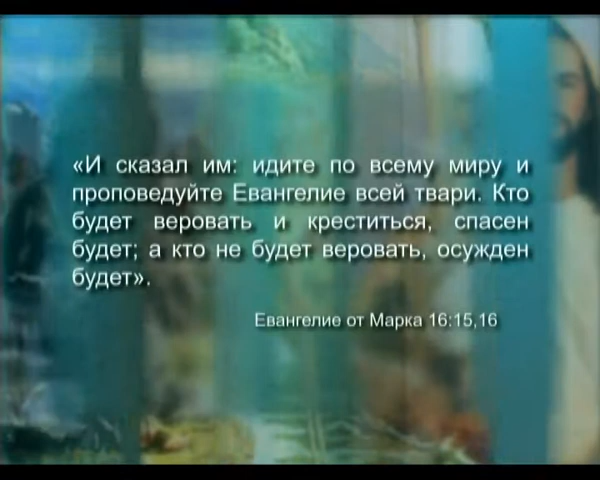 «И сказал им: идите по всему миру и
проповедуйте Евангелие всей твари. Кто
будет веровать и креститься, спасен
будет; а кто не будет веровать, осужден
будет».
Евангелие от Марка 16:15,16